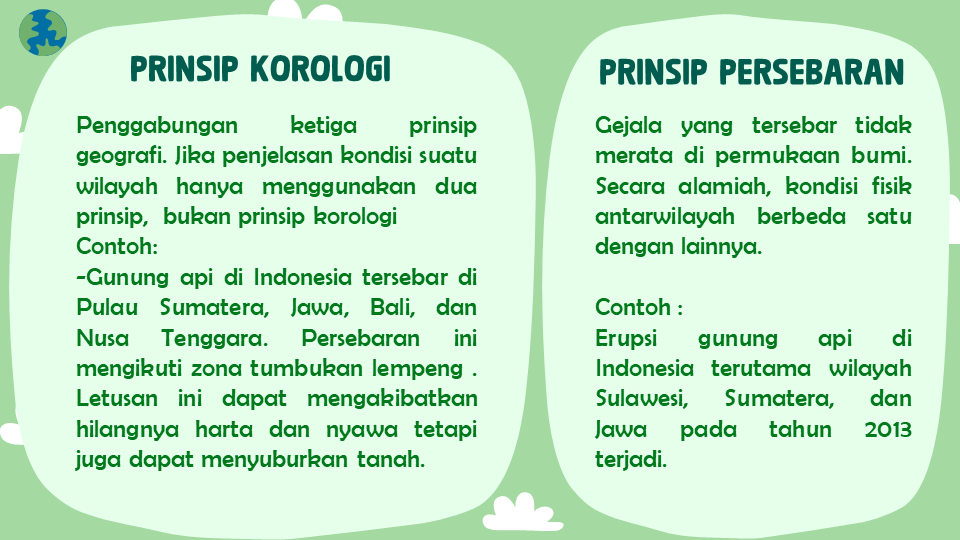 PRINSIP KOROLOGI
Penggabungan ketiga prinsip
geografi. Jika penjelasan kondisi suatu
wilayah hanya menggunakan dua
prinsip, bukan prinsip korologi
Contoh:
-Gunung api di Indonesia tersebar di
Pulau Sumatera, Jawa, Bali, dan
Nusa Tenggara. Persebaran ini
mengikuti zona tumbukan lempeng .
Letusan ini dapat mengakibatkan
hilangnya harta dan nyawa tetapi
juga dapat menyuburkan tanah.
PRINSIP PERSEBARAN
Gejala yang tersebar tidak
merata di permukaan bumi.
Secara alamiah, kondisi fisik
antarwilayah berbeda satu
dengan lainnya.
Contoh :
Erupsi gunung api di
Indonesia terutama wilayah
Sulawesi, Sumatera, dan
Jawa pada tahun 2013
terjadi.